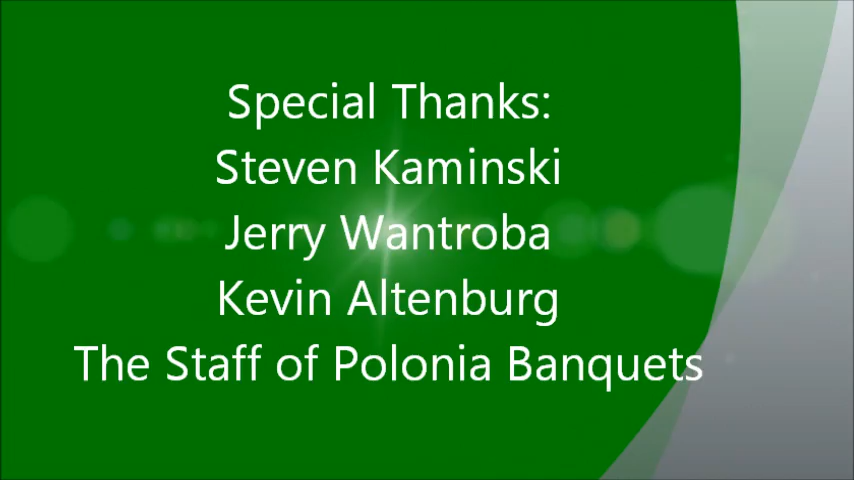 Special Thanks:
Steven Kaminski
Jerry Wantroba
Kevin Altenburg
The Staff of Polonia Banquets